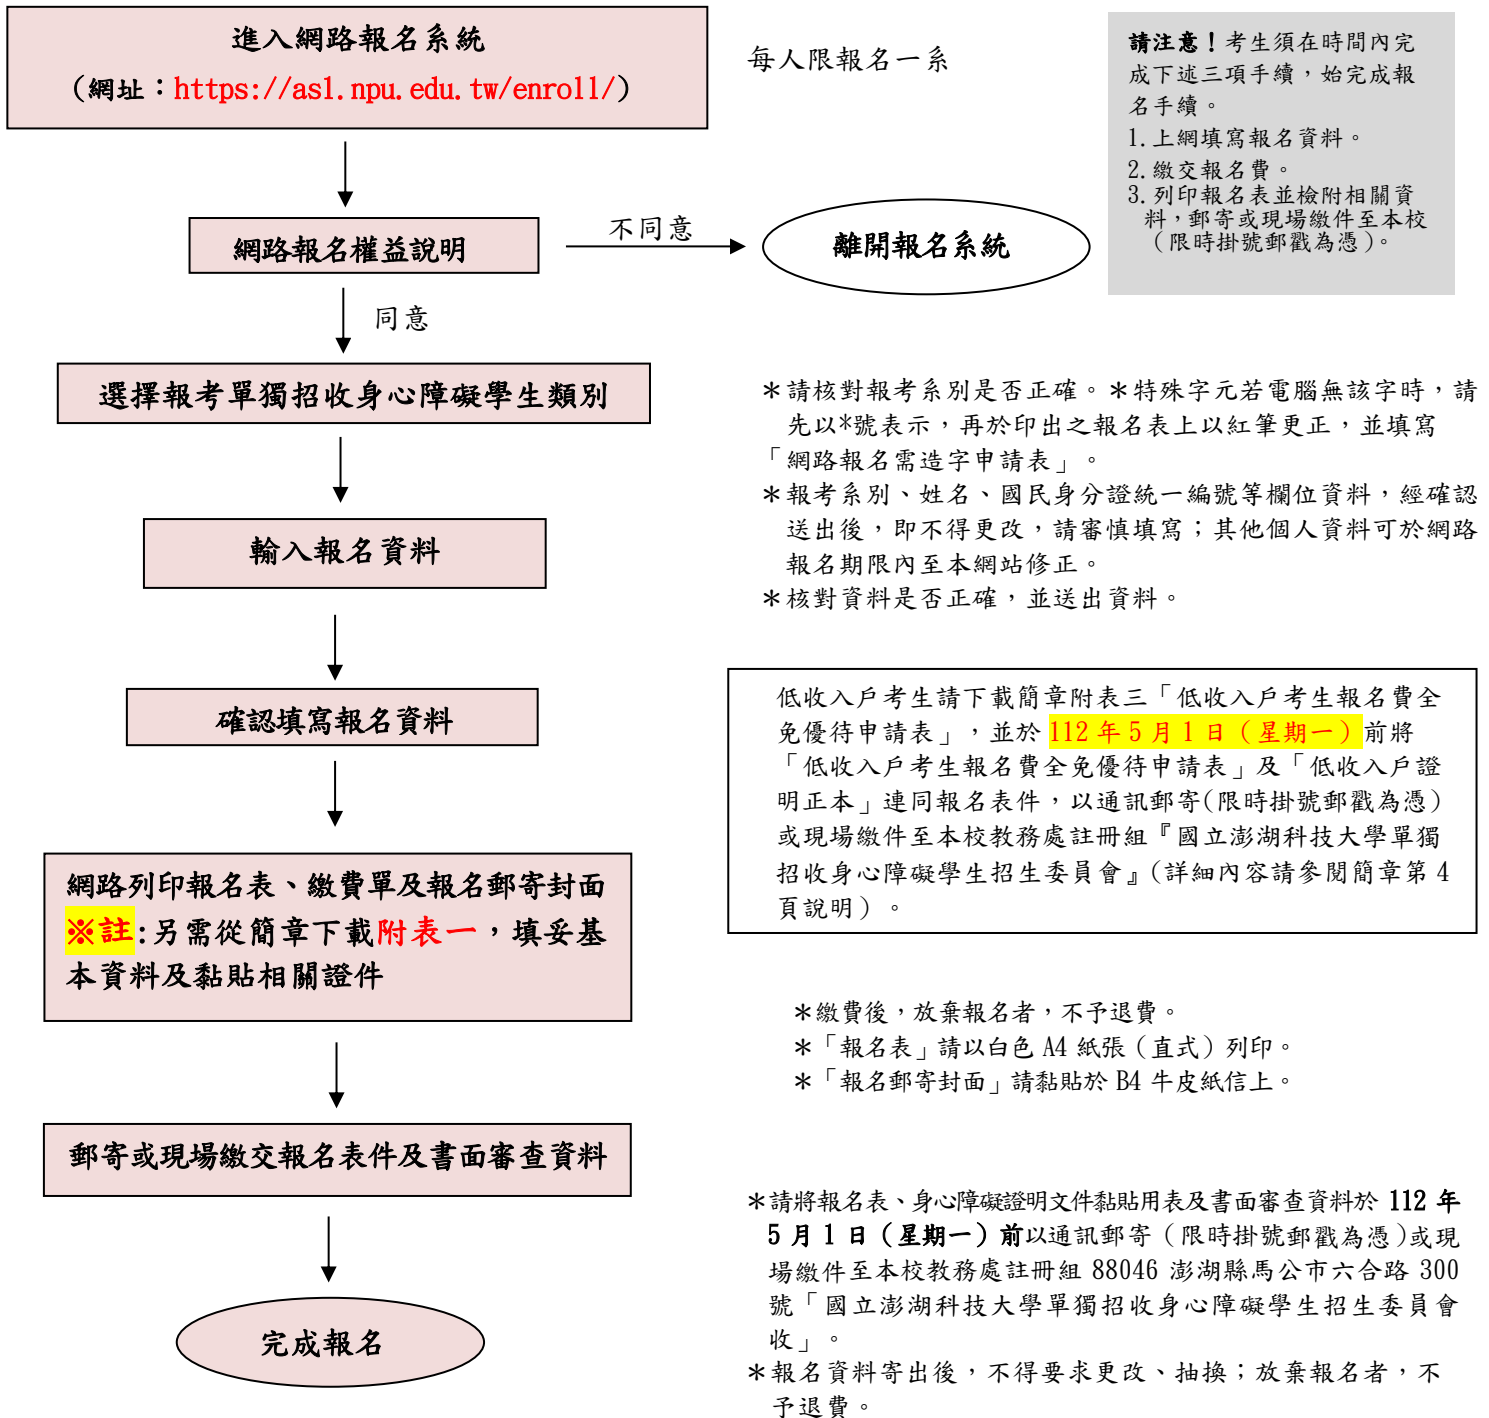 進入網路報名系統
(網址：https://asl.npu.edu.tw/enroll/)
每人限報名一系
請注意！考生須在時間內完
成下述三項手續，始完成報
名手續。
1.上網填寫報名資料。
2.繳交報名費。
3.列印報名表並檢附相關資
料，郵寄或現場繳件至本校
（限時掛號郵戳為憑）。
網路報名權益說明
不同意
離開報名系統
同意
選擇報考單獨招收身心障礙學生類別
＊請核對報考系別是否正確。＊特殊字元若電腦無該字時，請
先以*號表示，再於印出之報名表上以紅筆更正，並填寫
「網路報名需造字申請表」。
＊報考系別、姓名、國民身分證統一編號等欄位資料，經確認
送出後，即不得更改，請審慎填寫；其他個人資料可於網路
報名期限內至本網站修正。
＊核對資料是否正確，並送出資料。
輸入報名資料
確認填寫報名資料
低收入戶考生請下載簡章附表三「低收入戶考生報名費全
免優待申請表」，並於 112 年 5 月 1 日（星期一）前將
「低收入戶考生報名費全免優待申請表」及「低收入戶證
明正本」連同報名表件，以通訊郵寄(限時掛號郵戳為憑)
或現場繳件至本校教務處註冊組『國立澎湖科技大學單獨
招收身心障礙學生招生委員會』(詳細內容請參閱簡章第 4
頁說明）。
網路列印報名表、繳費單及報名郵寄封面
※註:另需從簡章下載附表一，填妥基
本資料及黏貼相關證件
＊繳費後，放棄報名者，不予退費。
＊「報名表」請以白色 A4 紙張（直式）列印。
＊「報名郵寄封面」請黏貼於 B4 牛皮紙信上。
郵寄或現場繳交報名表件及書面審查資料
＊請將報名表、身心障礙證明文件黏貼用表及書面審查資料於 112 年
5 月 1 日（星期一）前以通訊郵寄（限時掛號郵戳為憑)或現
場繳件至本校教務處註冊組 88046 澎湖縣馬公市六合路 300
號「國立澎湖科技大學單獨招收身心障礙學生招生委員會
收」。
＊報名資料寄出後，不得要求更改、抽換；放棄報名者，不
予退費。
完成報名